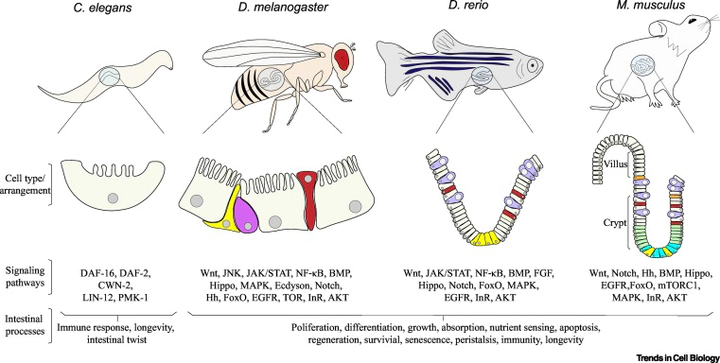 C. elegans
D. melanogaster
D. rerio
M. musculus
Cell type/
arrangement
Villus
Crypt
Signaling
pathways
DAF-16, DAF-2,
CWN-2,
LIN-12, PMK-1
Wnt, JNK, JAK/STAT, NF-κB, BMP,
Hippo, MAPK, Ecdyson, Notch,
Hh, FoxO, EGFR, TOR, InR, AKT
Wnt, JAK/STAT, NF-κB, BMP, FGF,
Hippo, Notch, FoxO, MAPK,
EGFR, InR, AKT
Wnt, Notch, Hh, BMP, Hippo,
EGFR,FoxO, mTORC1,
MAPK, InR, AKT
Intestinal
processes
Immune response, longevity,
intestinal twist
Poliferation, differentiation, growth, absorption, nutrient sensing, apoptosis,
regeneration, survivial, senescence, peristalsis, immunity, longevity
Trends in Cell Biology